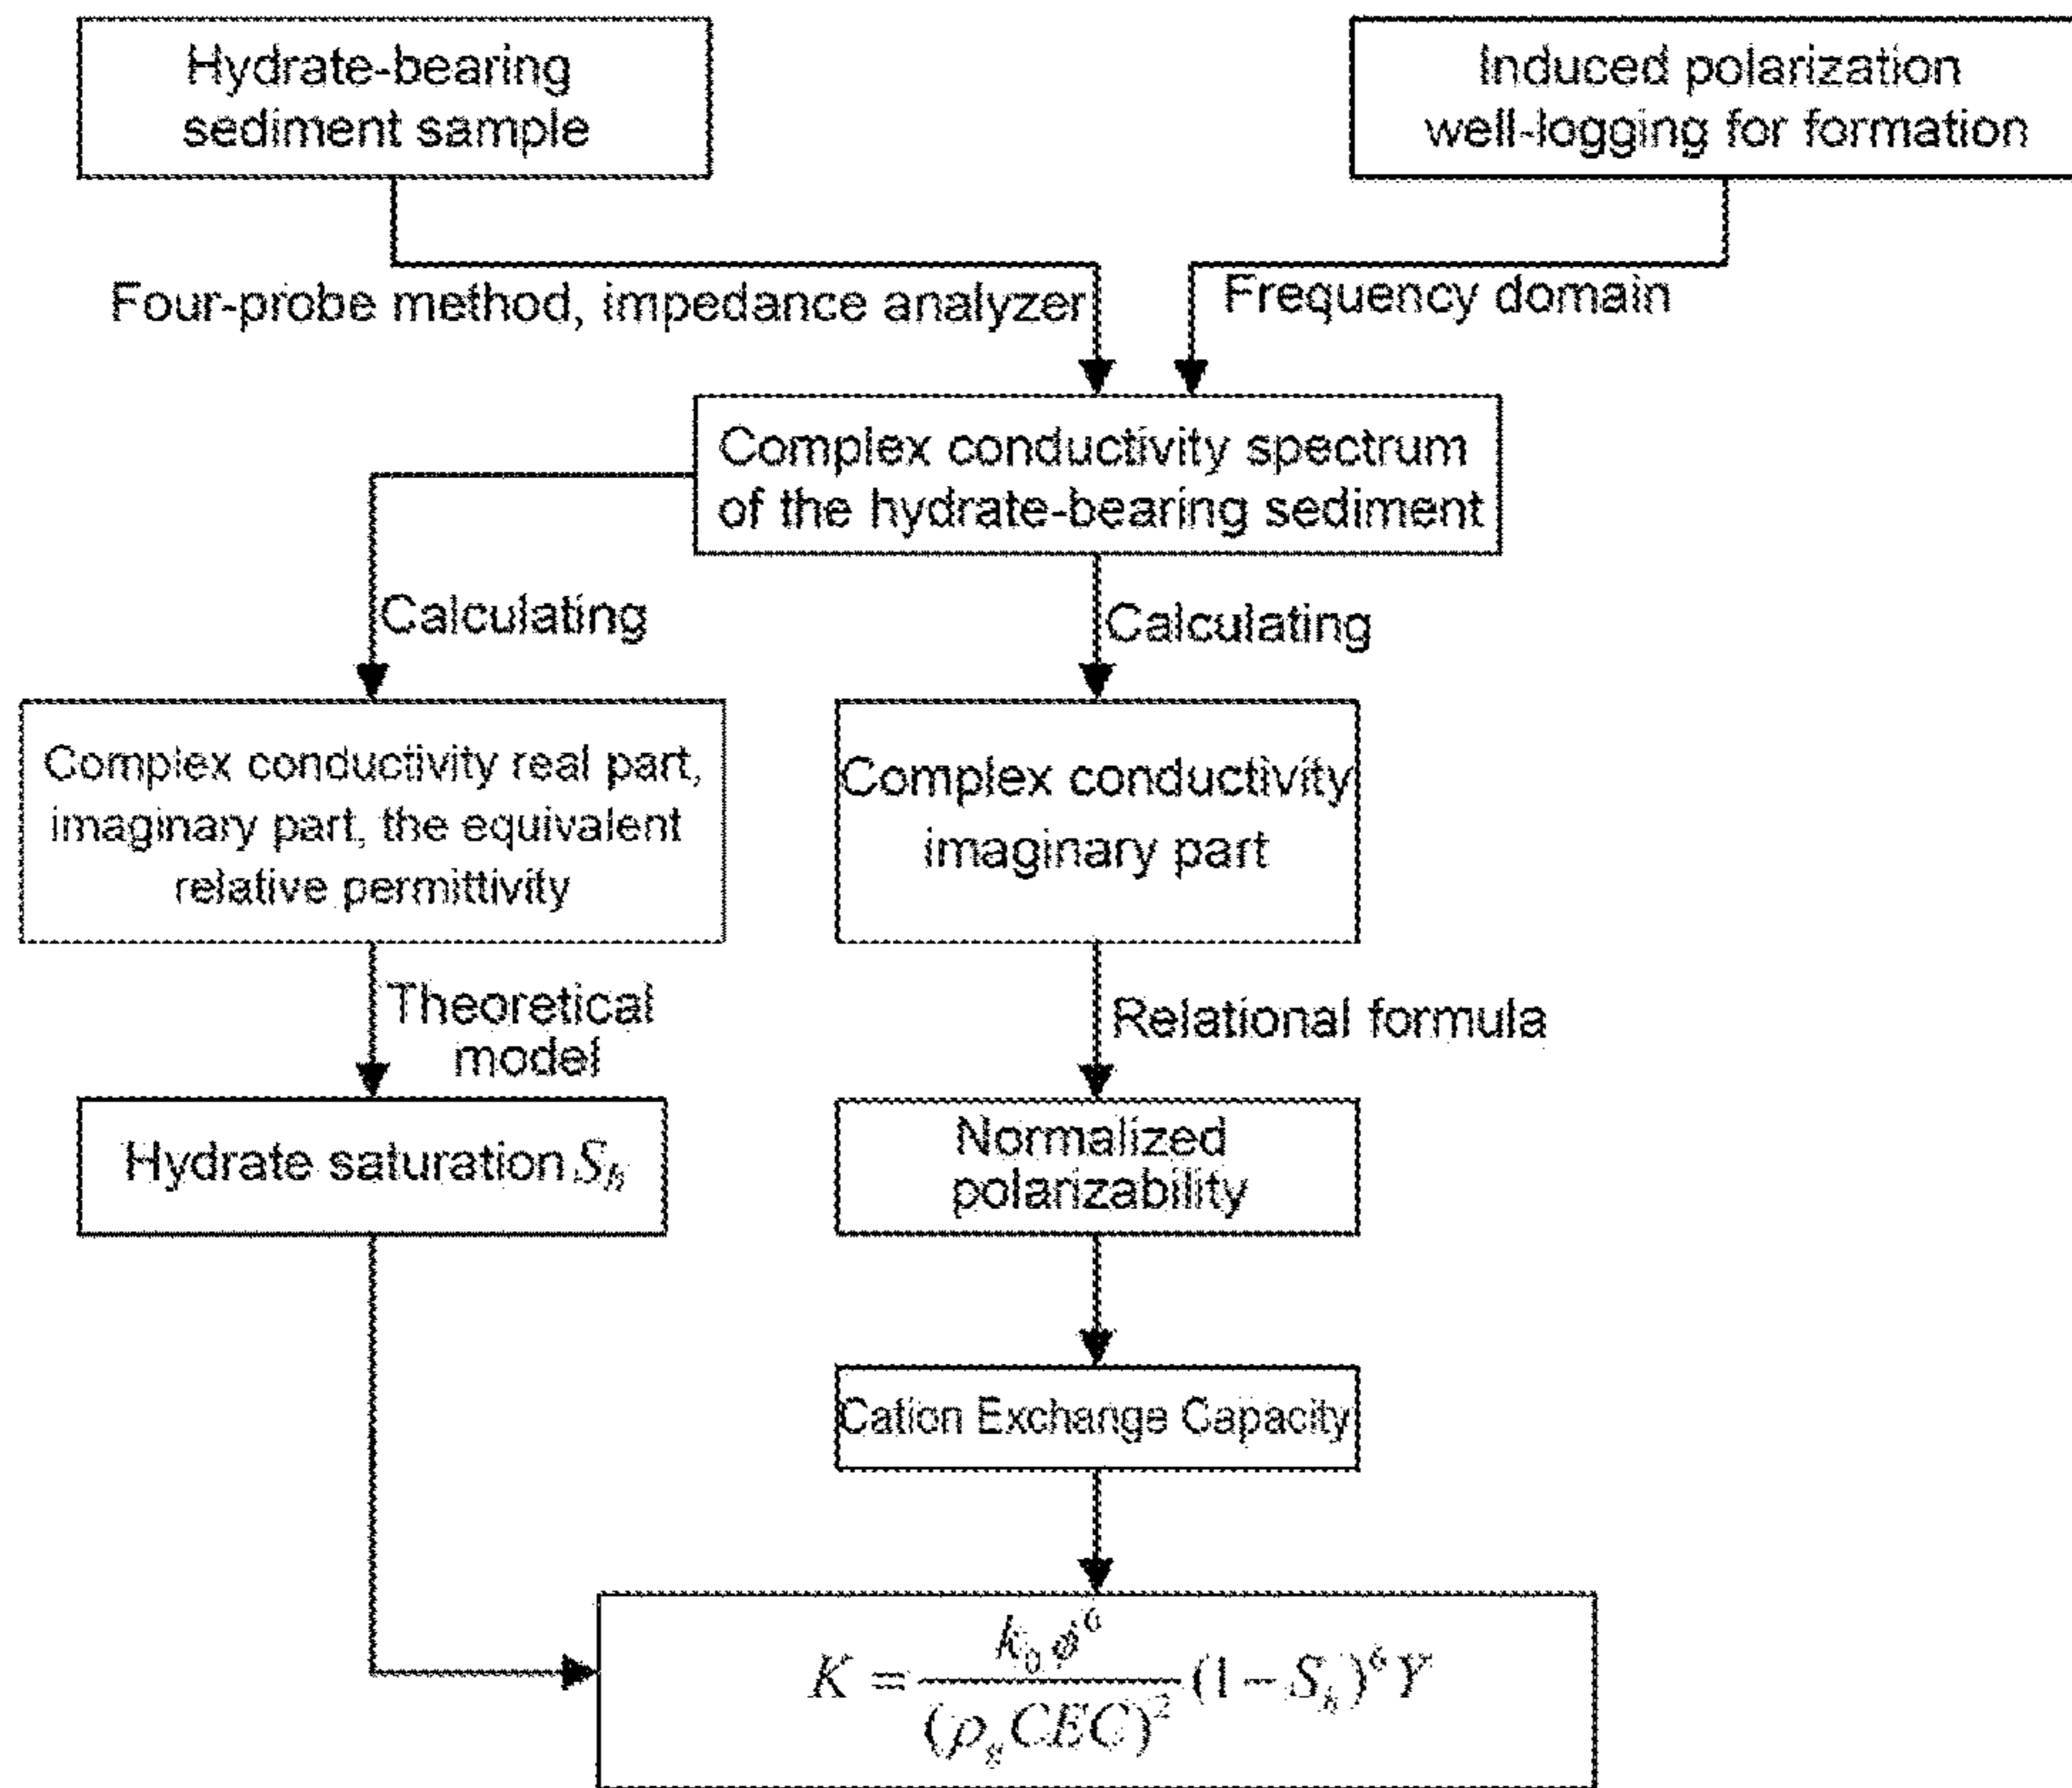 Hydrate-bearing
sediment sample
Induced polarization
well-logging for formation
Four-probe method, impedance analyzer
Frequency domain
Complex conductivity spectrum
of the hydrate-bearing sediment
Calculating
Calculating
Complex conductivity real part,
imaginary part, the equivalent
relative permittivity
Complex conductivity
imaginary part
Theoretical
model
Relational formula
Hydrate saturation S_h
Normalized
polarizability
Cation Exchange Capacity
K = \frac{k_0 \phi^6}{(\rho_g CEC)^2} (1 - S_h)^6 Y